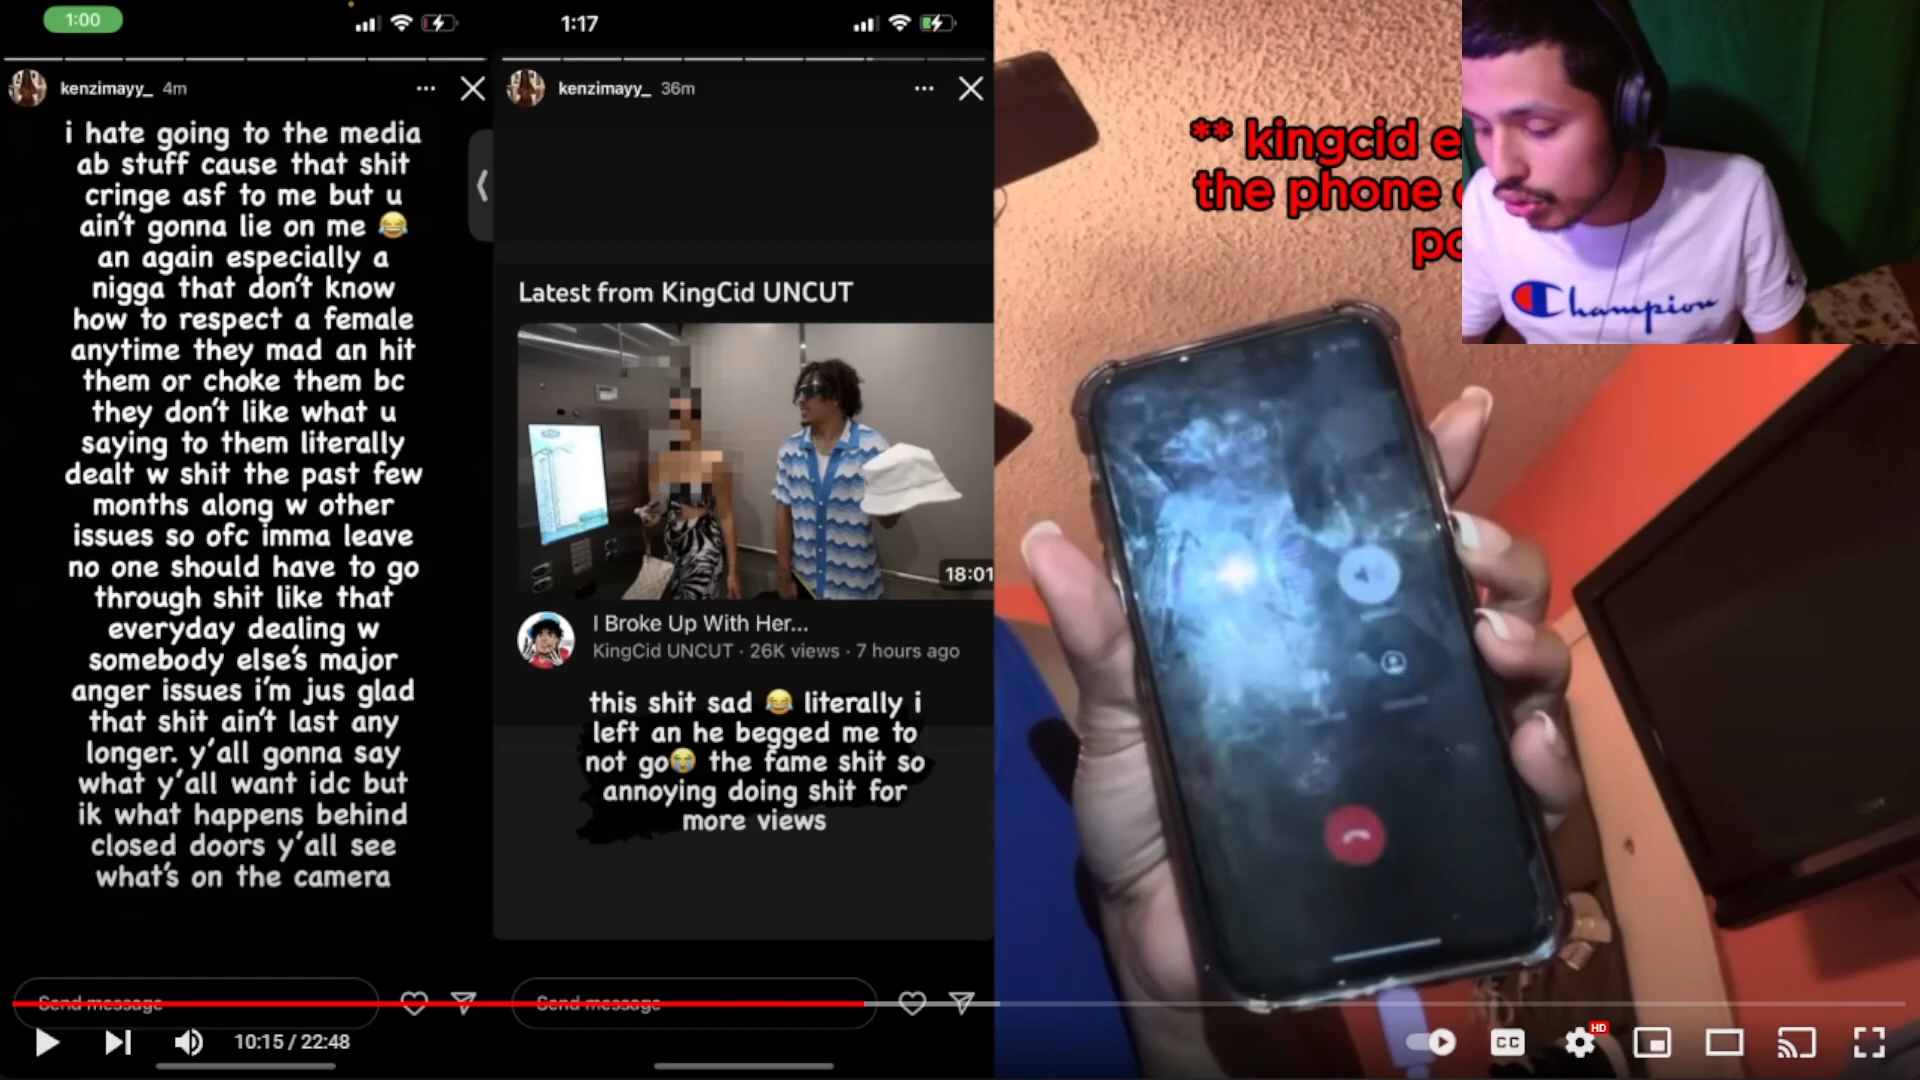 1:00
kenzimayy_ 4m
i hate going to the media
ab stuff cause that shit
cringe asf to me but u
ain't gonna lie on me 😂
an again especially a
nigga that don't know
how to respect a female
anytime they mad an hit
them or choke them bc
they don't like what u
saying to them literally
dealt w shit the past few
months along w other
issues so ofc imma leave
no one should have to go
through shit like that
everyday dealing w
somebody else's major
anger issues i'm jus glad
that shit ain't last any
longer. y'all gonna say
what y'all want idc but
ik what happens behind
closed doors y'all see
what's on the camera
Send message
1:17
kenzimayy_ 36m
Latest from KingCid UNCUT
18:01
I Broke Up With Her...
KingCid UNCUT · 26K views · 7 hours ago
this shit sad 😂 literally i
left an he begged me to
not go😭 the fame shit so
annoying doing shit for
more views
Send message
** kingcid e
the phone
po
Champion
10:15 / 22:48
CC
HD